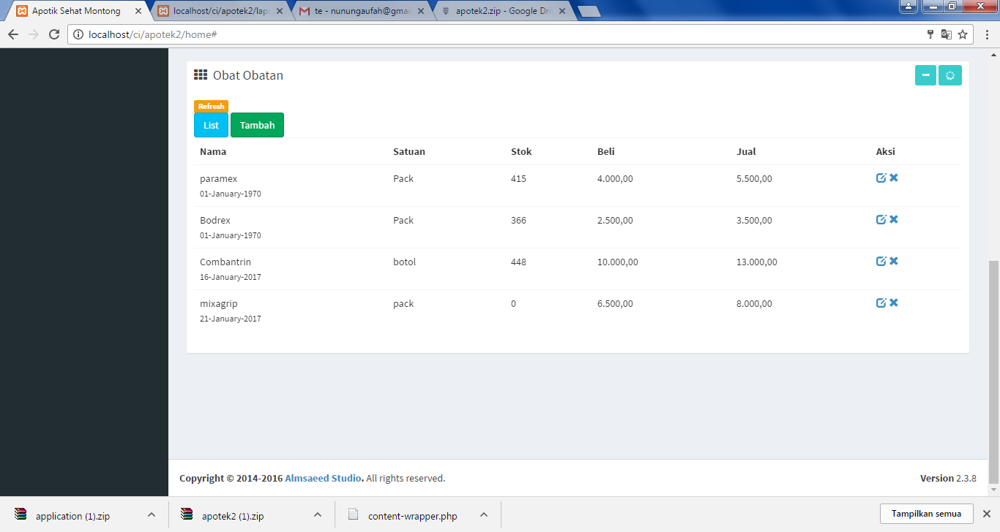 Apotik Sehat Montong
localhost/ci/apotek2/lap
te - nunungaufah@gmai
apotek2.zip - Google Dri
localhost/ci/apotek2/home#
Obat Obatan
Refresh
List Tambah
Nama Satuan Stok Beli Jual Aksi
paramex Pack 415 4.000,00 5.500,00
01-January-1970
Bodrex Pack 366 2.500,00 3.500,00
01-January-1970
Combantrin botol 448 10.000,00 13.000,00
16-January-2017
mixagrip pack 0 6.500,00 8.000,00
21-January-2017
Copyright © 2014-2016 Almsaeed Studio. All rights reserved. Version 2.3.8
application (1).zip apotek2 (1).zip content-wrapper.php Tampilkan semua